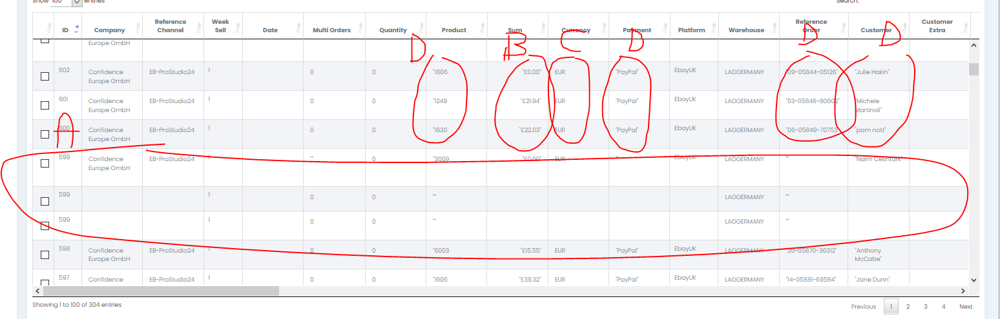 Show 100 entries
Search:
ID Company Reference Channel Week Sell Date Multi Orders Quantity Product Sum Currency Payment Platform Warehouse Reference Order Customer Customer Extra
D B C D D D
Europe GmbH
602 Confidence Europe GmbH EB-ProStudio24 1 0 0 "1606 "£0.00" EUR "PayPal" EbayUK LAGGERMANY "09-05844-05126" "Julie Hakin"
601 Confidence Europe GmbH EB-ProStudio24 1 0 0 "1249 "£21.94" EUR "PayPal" EbayUK LAGGERMANY "03-05848-80602" "Michele Martinoli"
600 Confidence Europe GmbH EB-ProStudio24 1 0 0 "1630 "£22.03" EUR "PayPal" EbayUK LAGGERMANY "06-05849-70753" "pam nott"
A
599 Confidence Europe GmbH EB-ProStudio24 1 "" 0 "3009 "£0.00" EUR "" EbayUK LAGGERMANY "" "Naim Cetinturk"
599 1 0 0 "" LAGGERMANY ""
599 1 0 0 "" LAGGERMANY ""
598 Confidence Europe GmbH EB-ProStudio24 1 0 0 "6003 "£15.55" EUR "PayPal" EbayUK LAGGERMANY "26-05870-36312" "Anthony McCabe"
597 Confidence EB-ProStudio24 1 0 0 "1606 "£39.32" EUR "PayPal" EbayUK LAGGERMANY "14-05881-69584" "Jane Dunn"
Showing 1 to 100 of 304 entries
Previous 1 2 3 4 Next